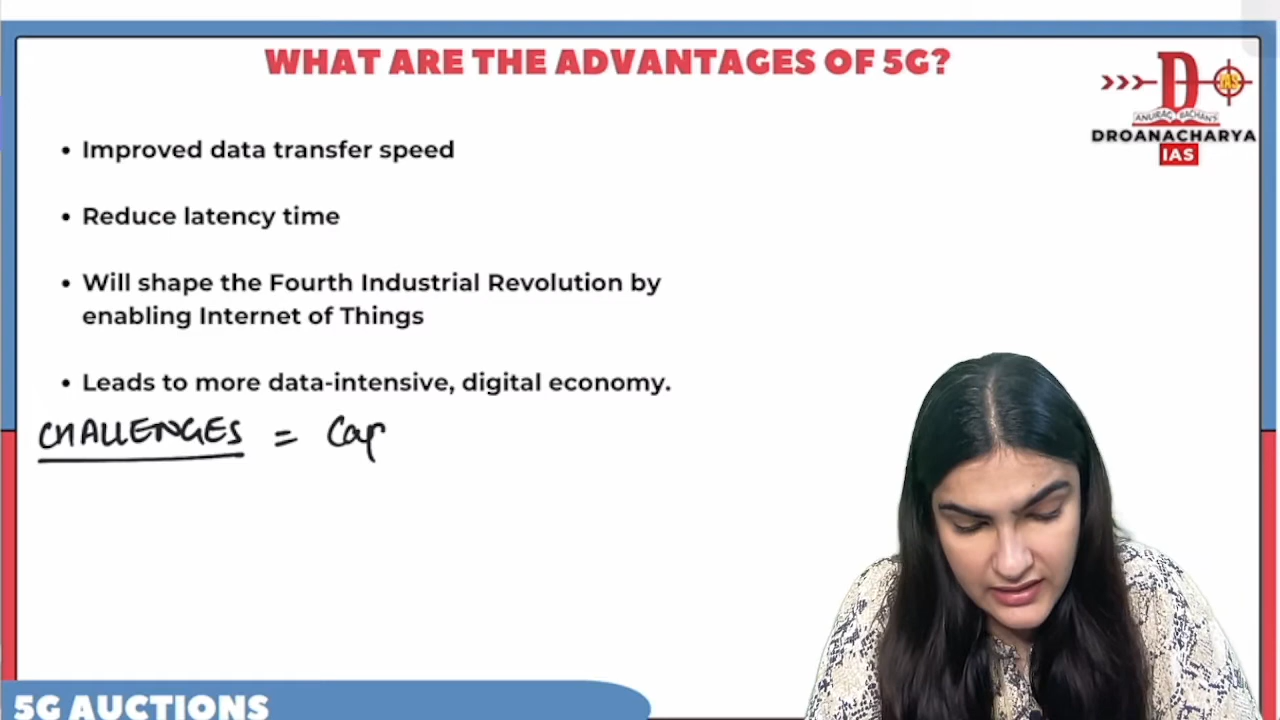 WHAT ARE THE ADVANTAGES OF 5G?
IAS
ANURAG BACHAN'S
DROANACHARYA
IAS
• Improved data transfer speed
• Reduce latency time
• Will shape the Fourth Industrial Revolution by
enabling Internet of Things
• Leads to more data-intensive, digital economy.
CHALLENGES = Cap
5G AUCTIONS